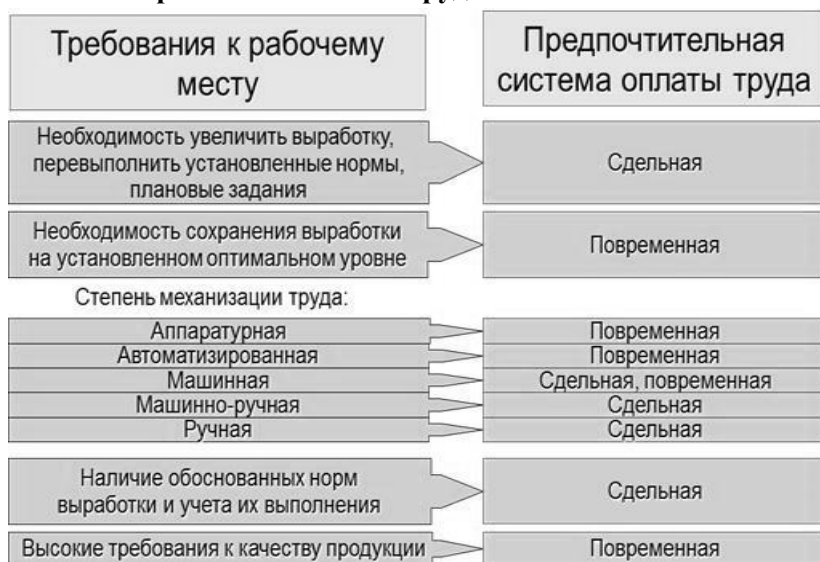 Требования к рабочему
месту
Предпочтительная
система оплаты труда
Необходимость увеличить выработку,
перевыполнить установленные нормы,
плановые задания
Сдельная
Необходимость сохранения выработки
на установленном оптимальном уровне
Повременная
Степень механизации труда:
Аппаратурная
Повременная
Автоматизированная
Повременная
Машинная
Сдельная, повременная
Машинно-ручная
Сдельная
Ручная
Сдельная
Наличие обоснованных норм
выработки и учета их выполнения
Сдельная
Высокие требования к качеству продукции
Повременная